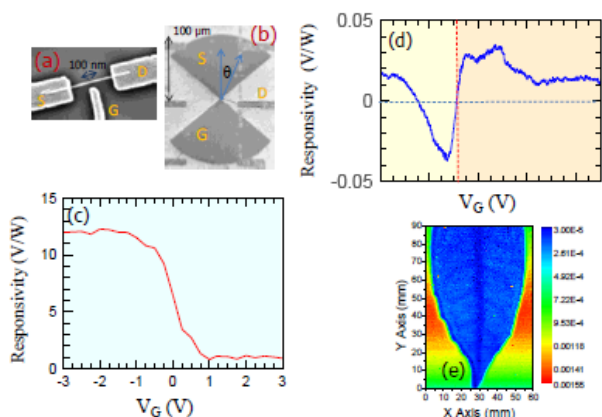 (a)
100 nm
S
D
G
100 µm
(b)
S
θ
D
G
(c)
Responsivity (V/W)
15
10
5
0
-3 -2 -1 0 1 2 3
V_G (V)
(d)
Responsivity (V/W)
0.05
0
-0.05
V_G (V)
(e)
Y Axis (mm)
90
80
70
60
50
40
30
20
10
0
0 10 20 30 40 50 60
X Axis (mm)
3.00E-5
2.61E-4
4.91E-4
7.22E-4
9.53E-4
0.00118
0.00141
0.00155